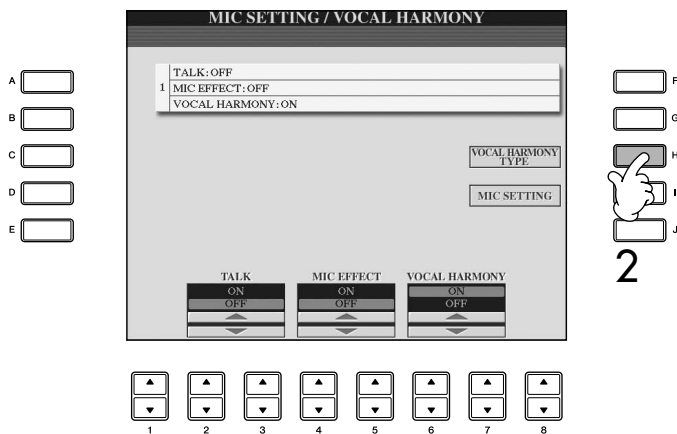 MIC SETTING / VOCAL HARMONY
TALK:OFF
1 MIC EFFECT:OFF
VOCAL HARMONY:ON
A
B
C
D
E
F
G
H
I
J
VOCAL HARMONY
TYPE
MIC SETTING
2
TALK MIC EFFECT VOCAL HARMONY
ON ON ON
OFF OFF OFF
1 2 3 4 5 6 7 8